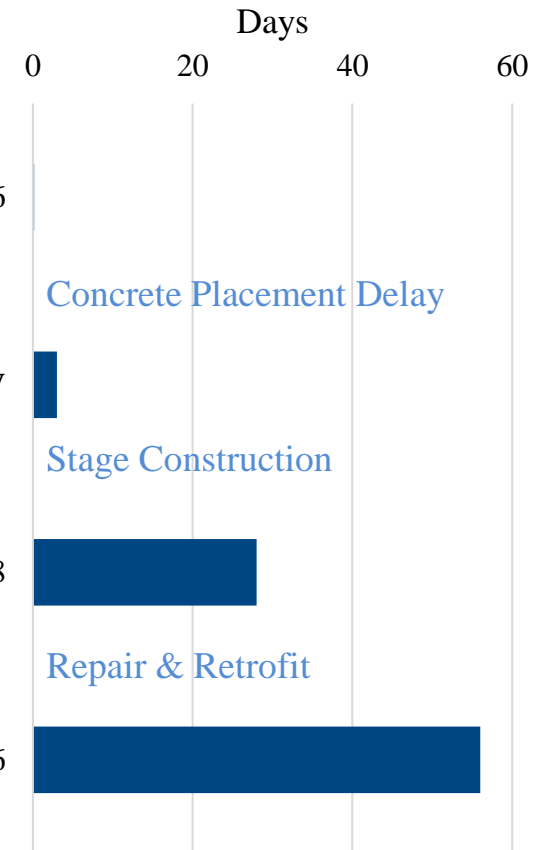 Days
0 20 40 60
Concrete Placement Delay
Stage Construction
Repair & Retrofit